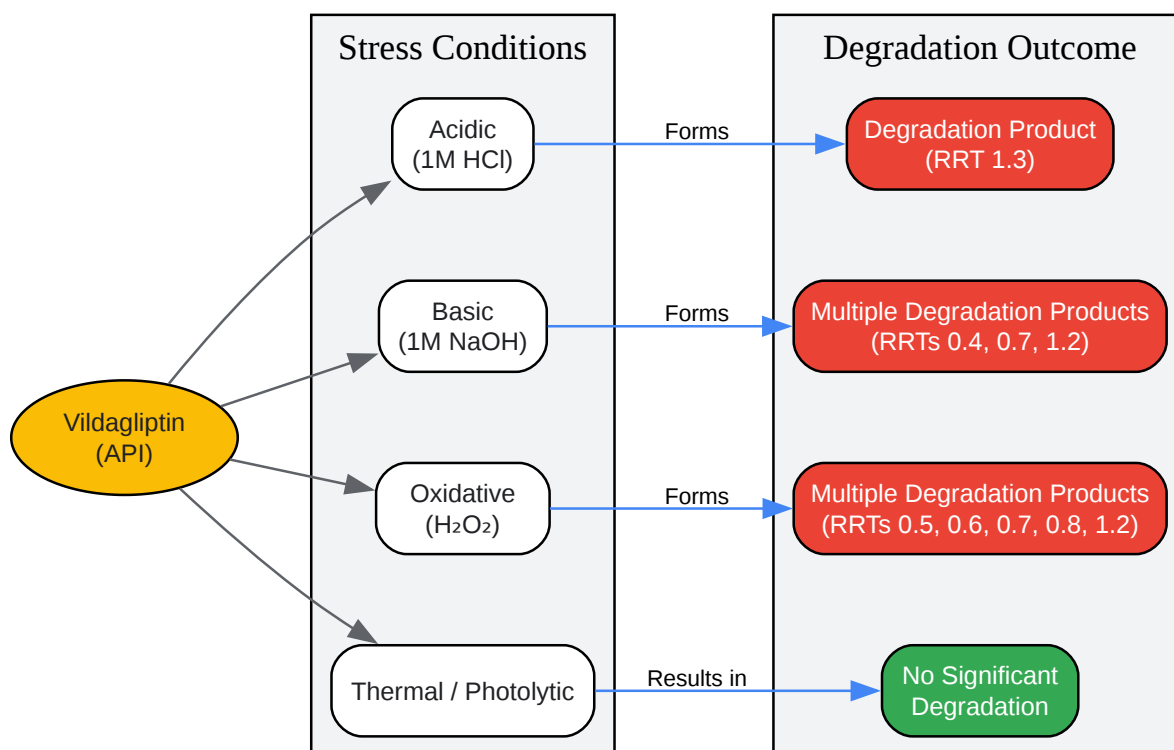 Stress Conditions
Degradation Outcome
Acidic
(1M HCl)
Forms
Degradation Product
(RRT 1.3)
Basic
(1M NaOH)
Forms
Multiple Degradation Products
(RRTs 0.4, 0.7, 1.2)
Vildagliptin
(API)
Oxidative
(H₂O₂)
Forms
Multiple Degradation Products
(RRTs 0.5, 0.6, 0.7, 0.8, 1.2)
Thermal / Photolytic
Results in
No Significant
Degradation